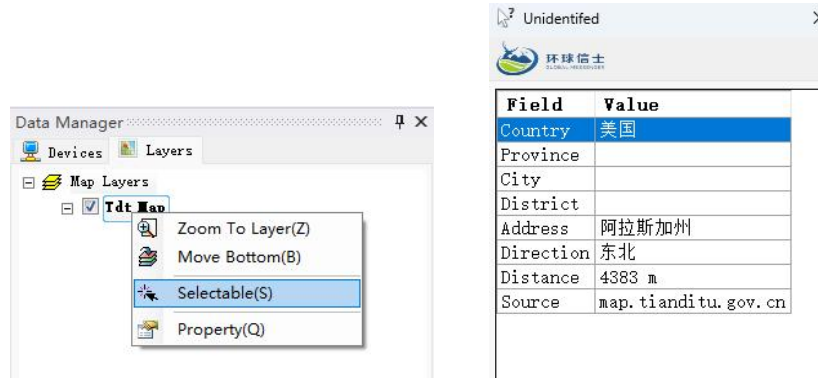 Data Manager
Devices
Layers
Map Layers
Tdt Map
Zoom To Layer(Z)
Move Bottom(B)
Selectable(S)
Property(Q)
Unidentifed
环球信士
GLOBAL MESSENGER
Field Value
Country 美国
Province
City
District
Address 阿拉斯加州
Direction 东北
Distance 4383 m
Source map.tianditu.gov.cn